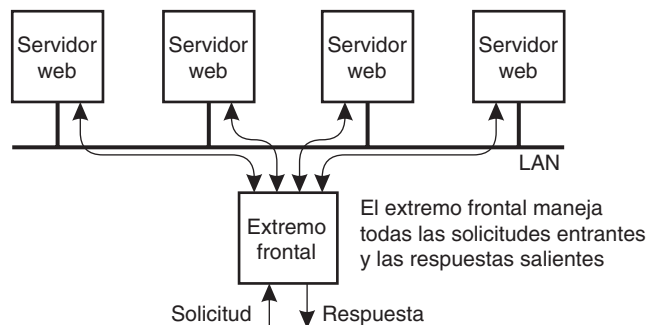 Servidor
web
Servidor
web
Servidor
web
Servidor
web
LAN
Extremo
frontal
El extremo frontal maneja
todas las solicitudes entrantes
y las respuestas salientes
Solicitud
Respuesta